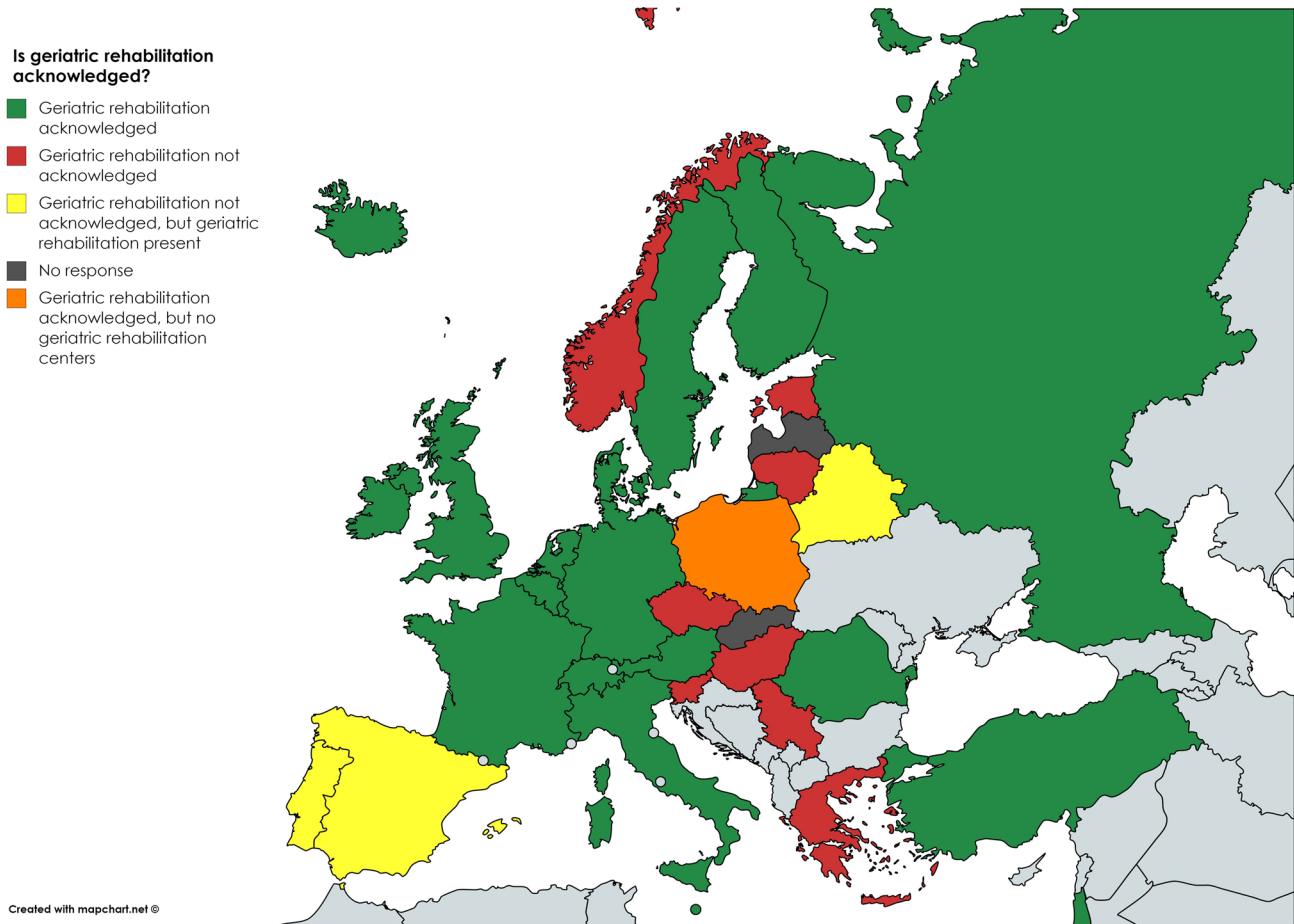 Is geriatric rehabilitation
acknowledged?
Geriatric rehabilitation
acknowledged
Geriatric rehabilitation not
acknowledged
Geriatric rehabilitation not
acknowledged, but geriatric
rehabilitation present
No response
Geriatric rehabilitation
acknowledged, but no
geriatric rehabilitation
centers
Created with mapchart.net ©